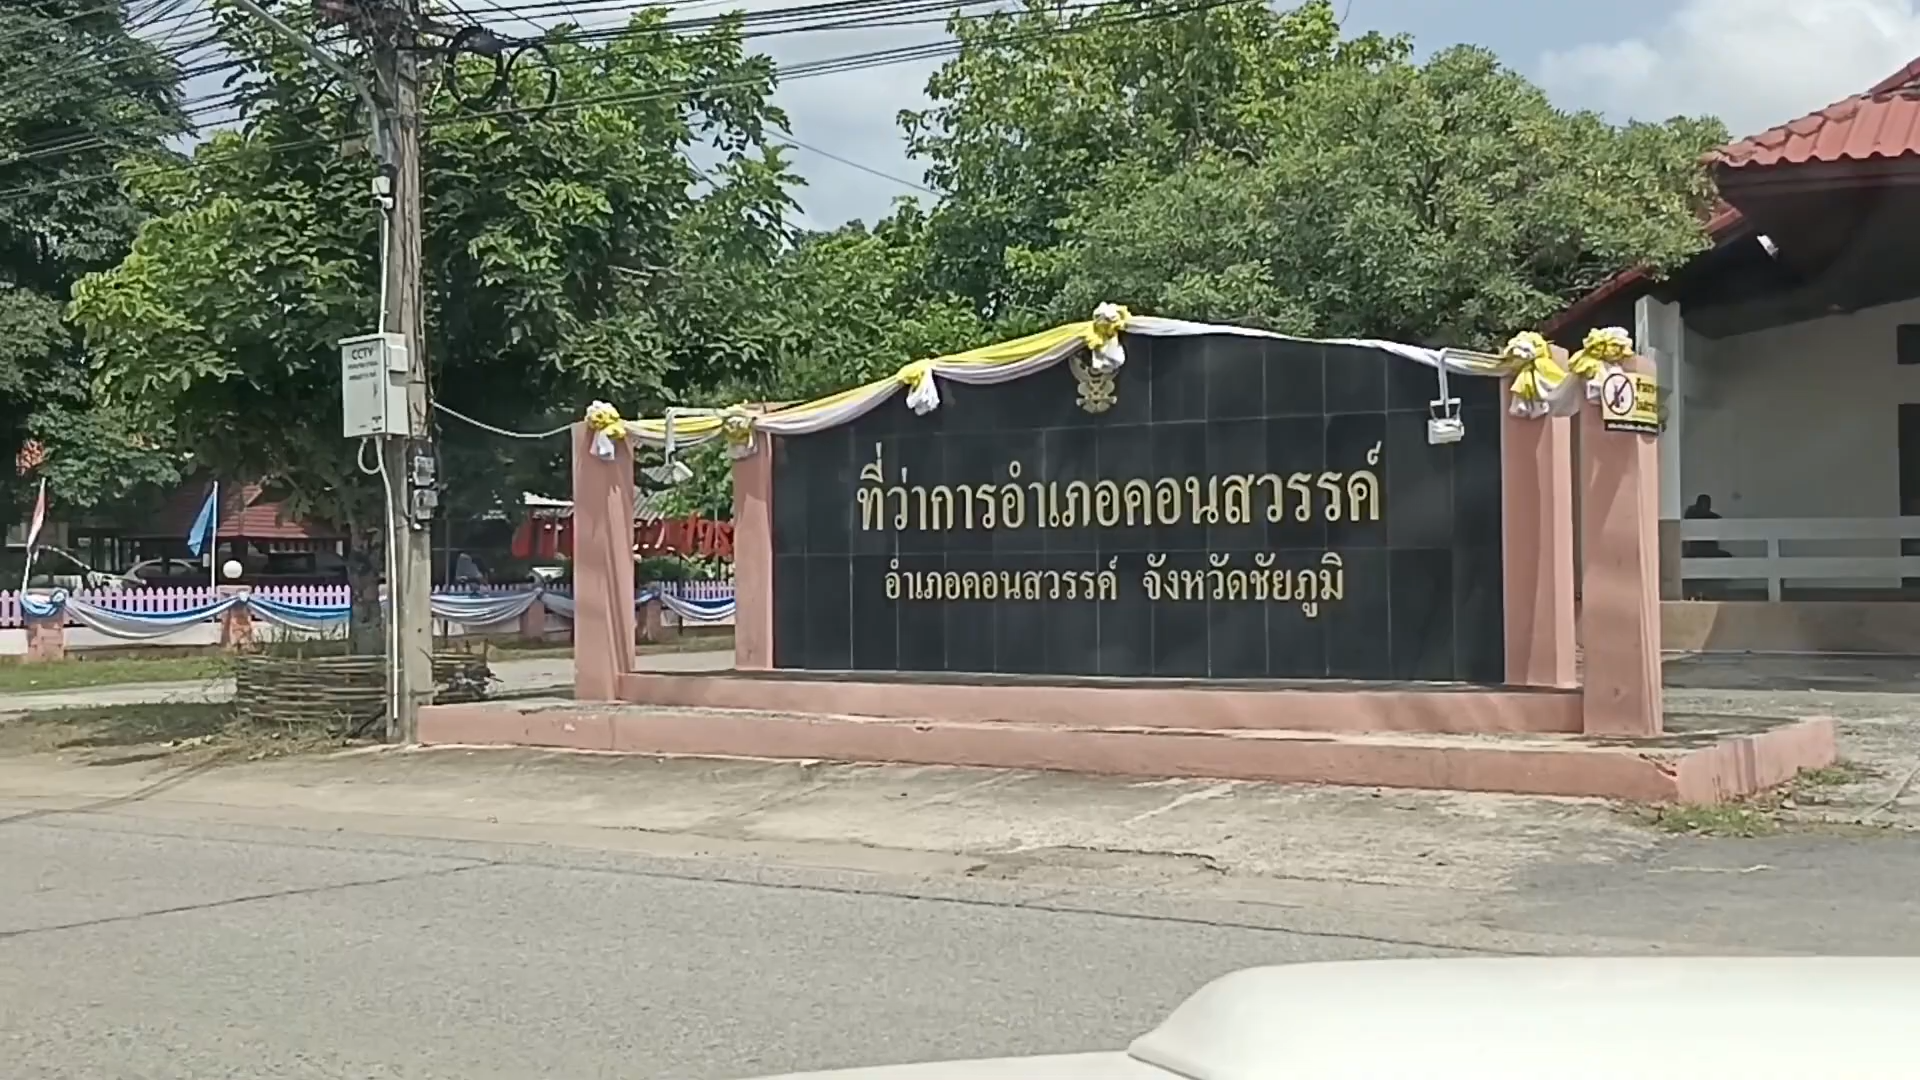 CCTV
ที่ว่าการอำเภอคอนสวรรค์
อำเภอคอนสวรรค์ จังหวัดชัยภูมิ